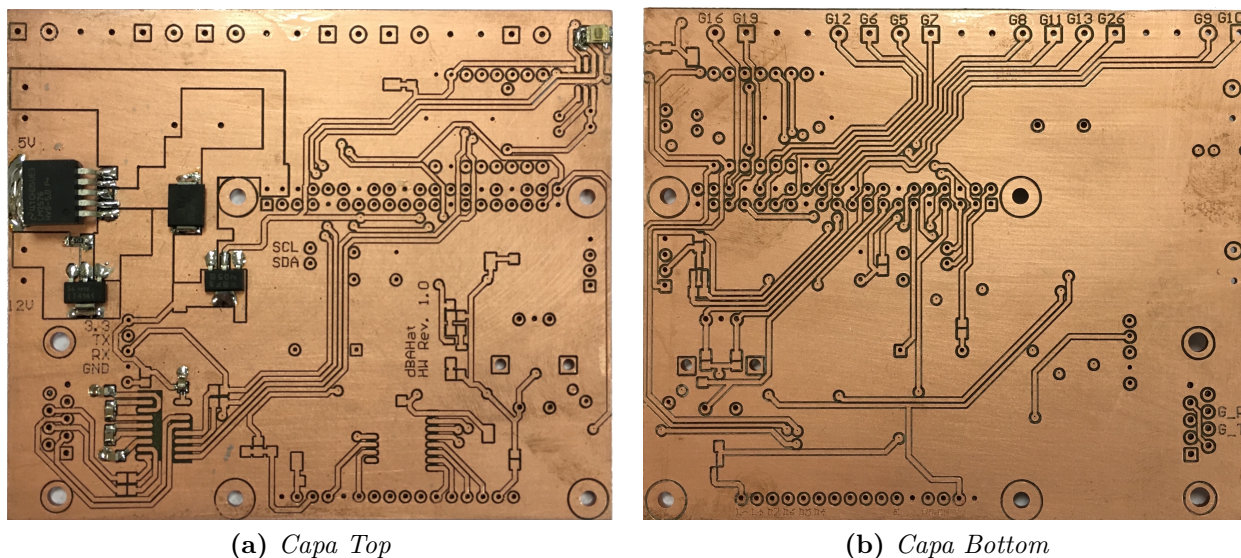 G16 G19 G12 G6 G5 G7 G8 G11 G13 G26 G9 G10
5V
SCL
SDA
12V
3.3
TX
RX
GND
dBAHat
HW Rev. 1.0
(a) Capa Top
(b) Capa Bottom